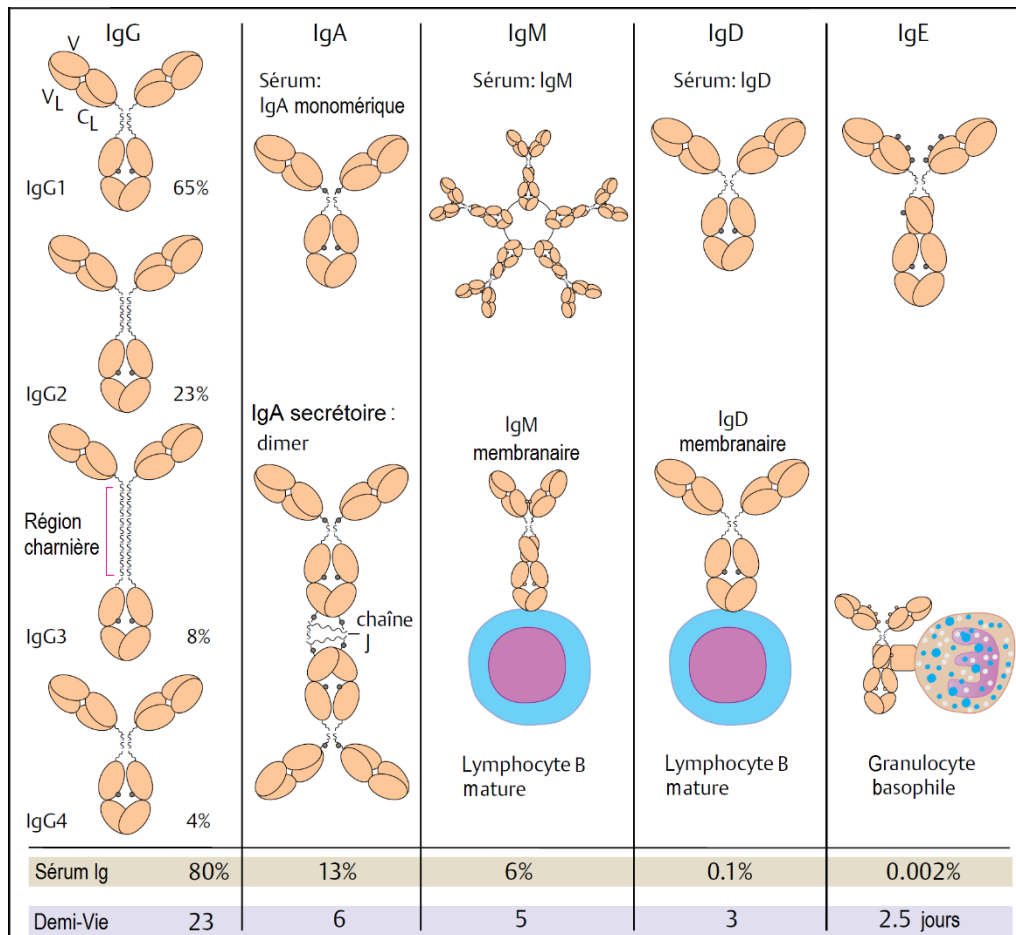 IgG
IgA
IgM
IgD
IgE
V
V_L
C_L
IgG1 65%
IgG2 23%
Région
charnière
IgG3 8%
IgG4 4%
Sérum:
IgA monomérique
IgA secrétoire :
dimer
chaîne
J
Sérum: IgM
IgM
membranaire
Lymphocyte B
mature
Sérum: IgD
IgD
membranaire
Lymphocyte B
mature
Granulocyte
basophile
Sérum Ig 80% 13% 6% 0.1% 0.002%
Demi-Vie 23 6 5 3 2.5 jours